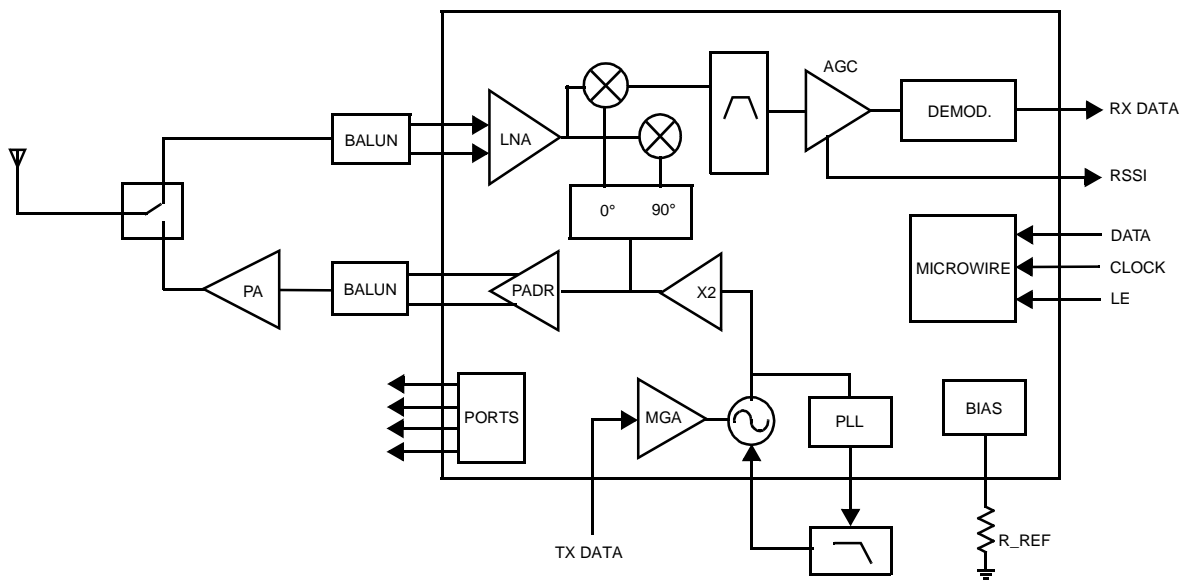 AGC
LNA
BALUN
DEMOD.
RX DATA
RSSI
0° 90°
DATA
MICROWIRE
CLOCK
LE
PA
BALUN
PADR
X2
PORTS
MGA
PLL
BIAS
TX DATA
R_REF